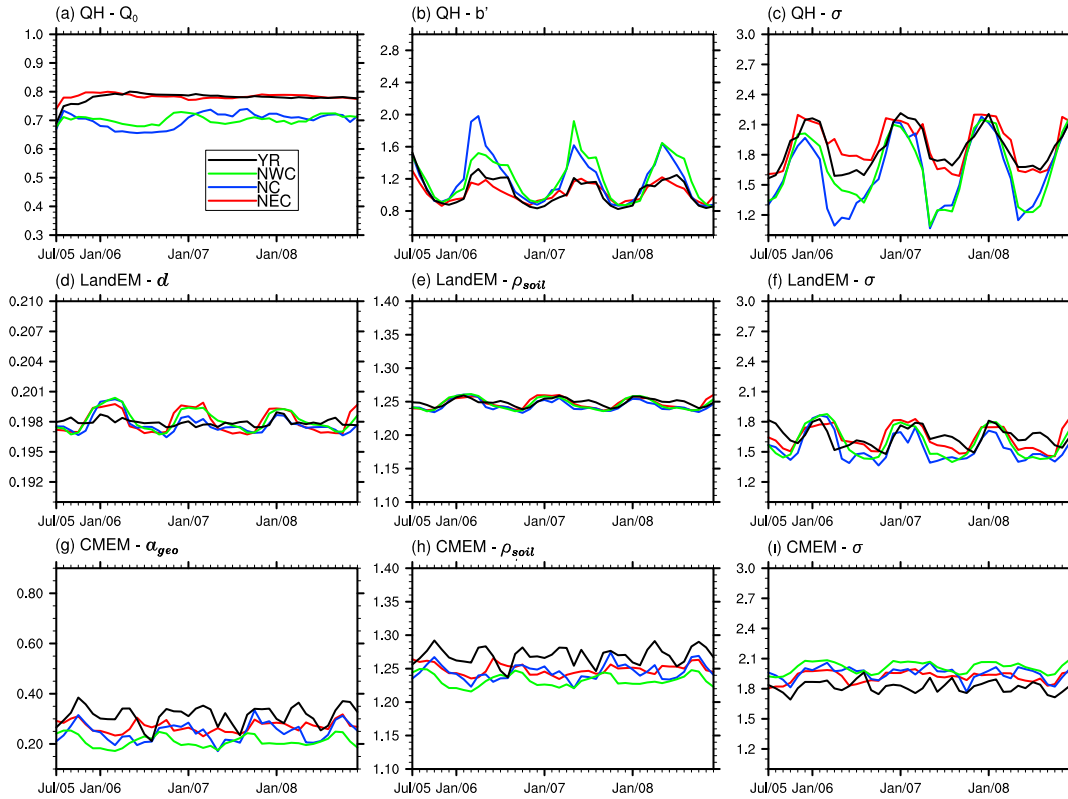 (a) QH - Q₀
(b) QH - b'
(c) QH - σ
1.0
0.9
0.8
0.7
0.6
0.5
0.4
0.3
YR
NWC
NC
NEC
Jul/05 Jan/06 Jan/07 Jan/08
2.8
2.4
2.0
1.6
1.2
0.8
Jul/05 Jan/06 Jan/07 Jan/08
3.0
2.7
2.4
2.1
1.8
1.5
1.2
Jul/05 Jan/06 Jan/07 Jan/08
(d) LandEM - d
(e) LandEM - ρsoil
(f) LandEM - σ
0.210
0.207
0.204
0.201
0.198
0.195
0.192
Jul/05 Jan/06 Jan/07 Jan/08
1.40
1.35
1.30
1.25
1.20
1.15
1.10
Jul/05 Jan/06 Jan/07 Jan/08
3.0
2.7
2.4
2.1
1.8
1.5
1.2
Jul/05 Jan/06 Jan/07 Jan/08
(g) CMEM - αgeo
(h) CMEM - ρsoil
(ı) CMEM - σ
0.80
0.60
0.40
0.20
Jul/05 Jan/06 Jan/07 Jan/08
1.40
1.35
1.30
1.25
1.20
1.15
1.10
Jul/05 Jan/06 Jan/07 Jan/08
3.0
2.7
2.4
2.1
1.8
1.5
1.2
Jul/05 Jan/06 Jan/07 Jan/08